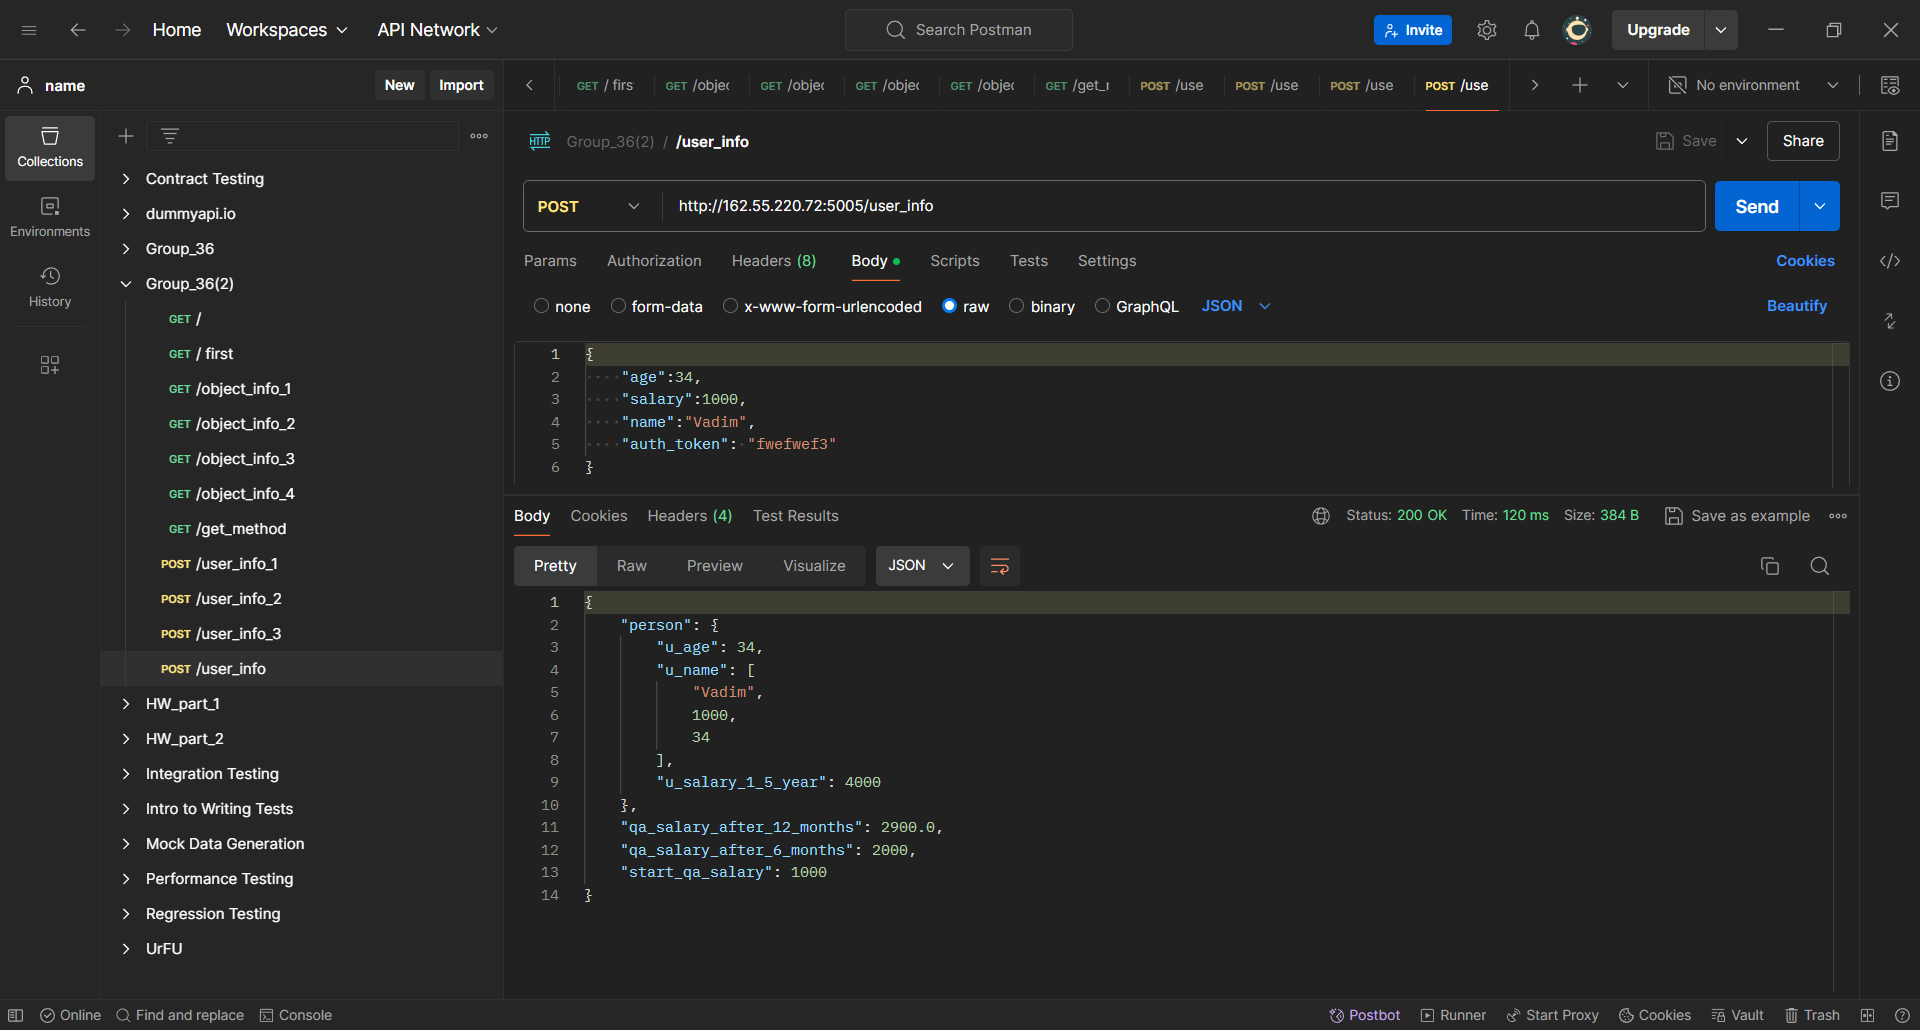 Home Workspaces API Network Search Postman Invite Upgrade
name New Import
GET / firs GET /objec GET /objec GET /objec GET /objec GET /get_r POST /use POST /use POST /use POST /use No environment
Collections
Environments
History
Contract Testing
dummyapi.io
Group_36
Group_36(2)
GET /
GET / first
GET /object_info_1
GET /object_info_2
GET /object_info_3
GET /object_info_4
GET /get_method
POST /user_info_1
POST /user_info_2
POST /user_info_3
POST /user_info
HW_part_1
HW_part_2
Integration Testing
Intro to Writing Tests
Mock Data Generation
Performance Testing
Regression Testing
UrFU
HTTP Group_36(2) / /user_info Save Share
POST http://162.55.220.72:5005/user_info Send
Params Authorization Headers (8) Body Scripts Tests Settings Cookies
none form-data x-www-form-urlencoded raw binary GraphQL JSON Beautify
1 {
2 "age":34,
3 "salary":1000,
4 "name":"Vadim",
5 "auth_token": "fwefwef3"
6 }
Body Cookies Headers (4) Test Results Status: 200 OK Time: 120 ms Size: 384 B Save as example
Pretty Raw Preview Visualize JSON
1 {
2 "person": {
3 "u_age": 34,
4 "u_name": [
5 "Vadim",
6 1000,
7 34
8 ],
9 "u_salary_1_5_year": 4000
10 },
11 "qa_salary_after_12_months": 2900.0,
12 "qa_salary_after_6_months": 2000,
13 "start_qa_salary": 1000
14 }
Online Find and replace Console Postbot Runner Start Proxy Cookies Vault Trash